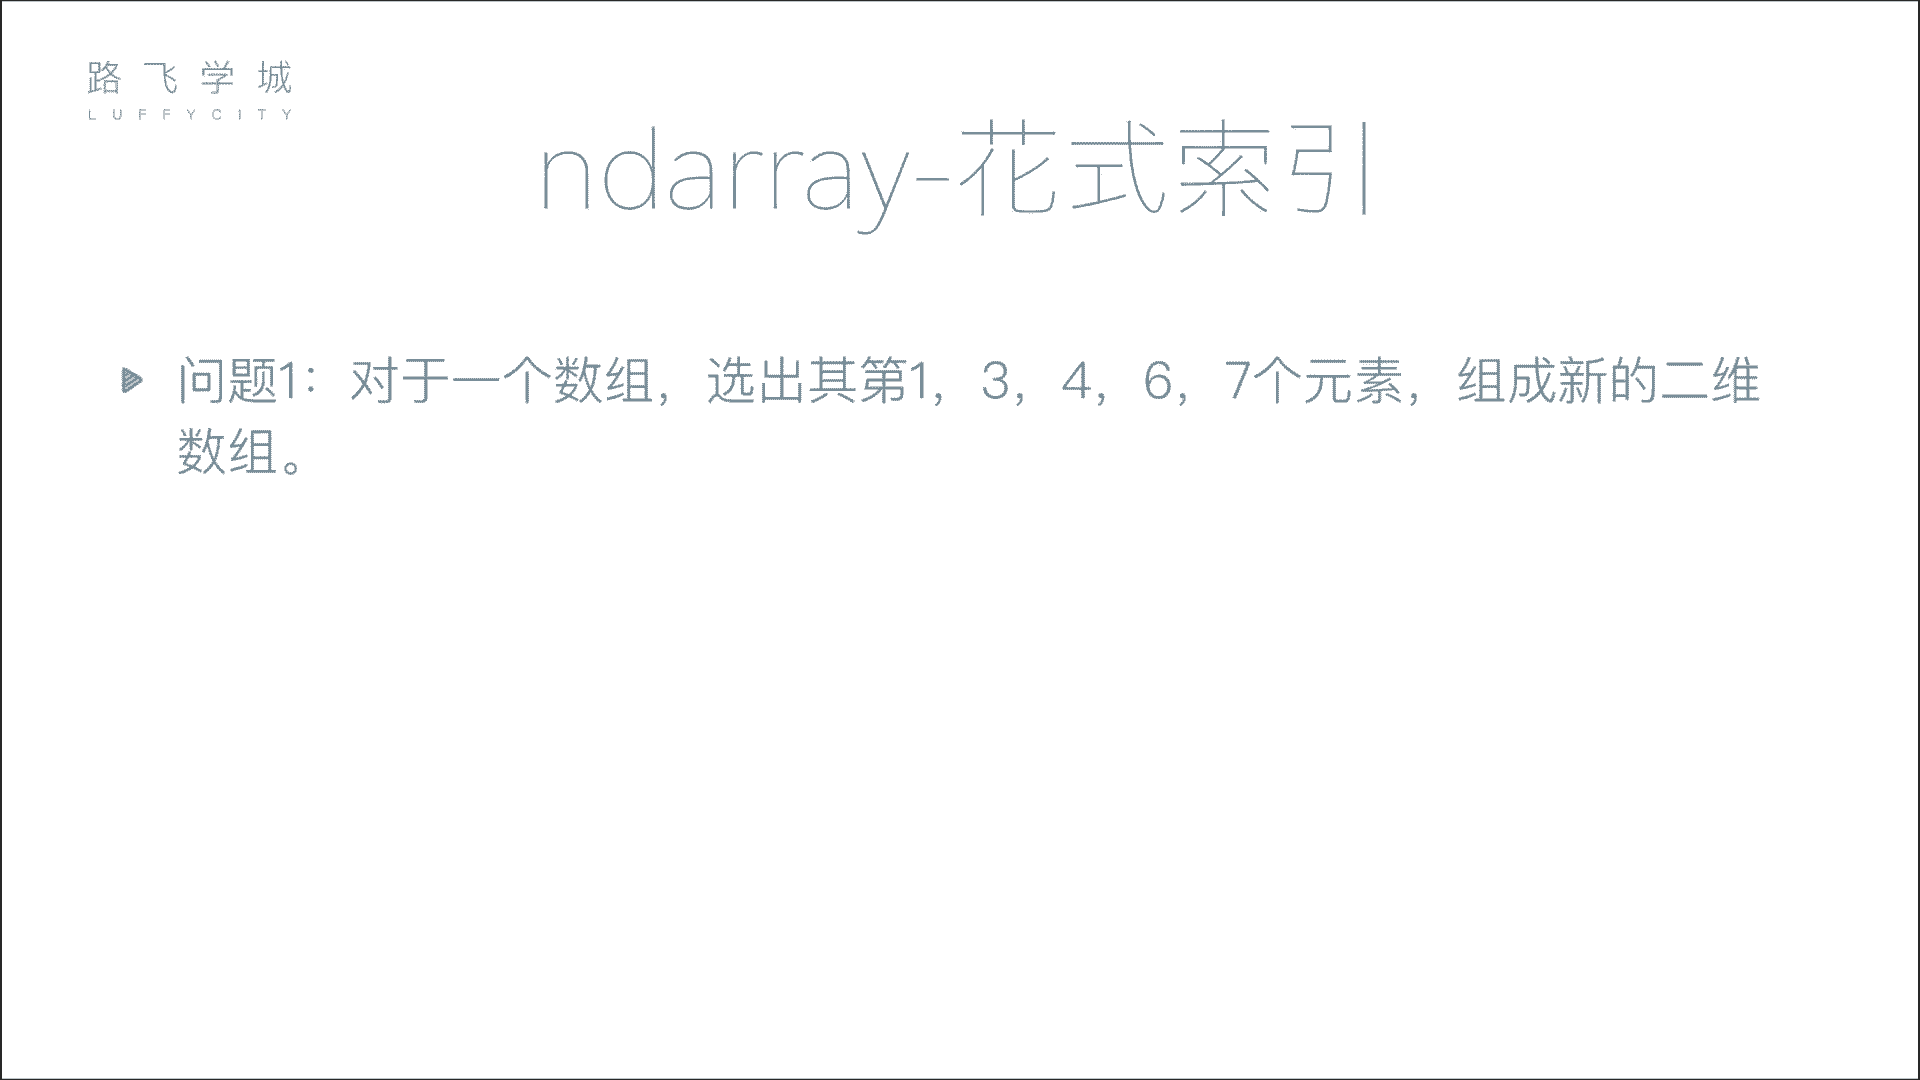 路飞学城
LUFFYCITY
ndarray-花式索引
问题1：对于一个数组，选出其第1，3，4，6，7个元素，组成新的二维
数组。